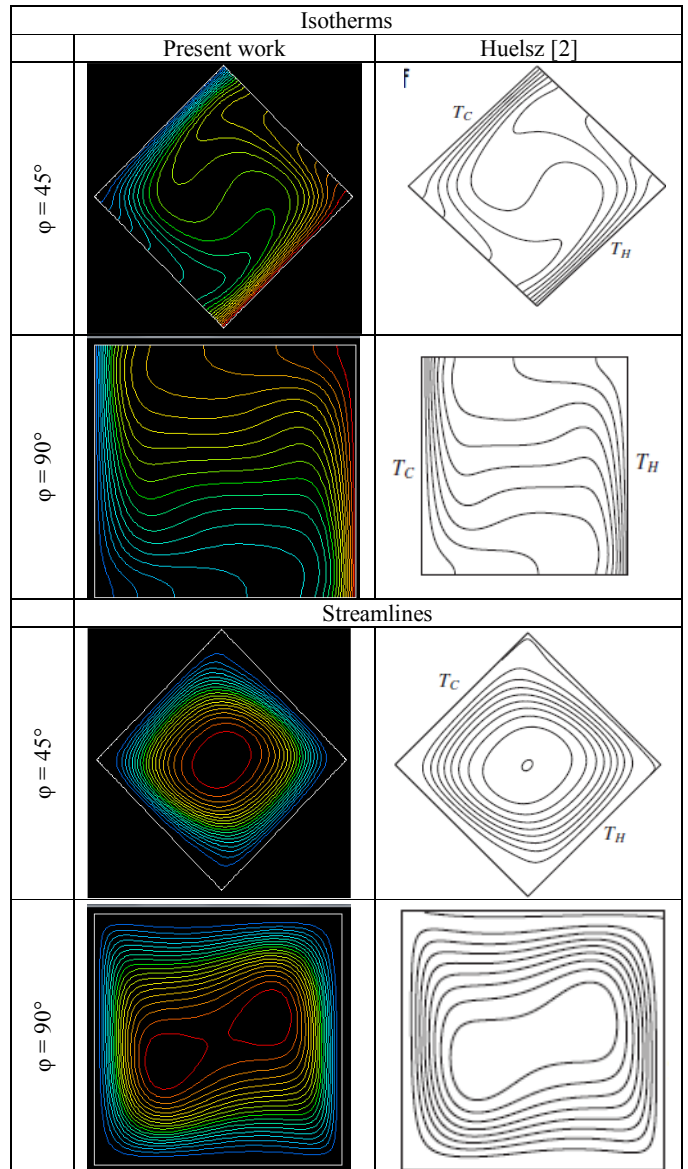 Isotherms
Present work Huelsz [2]
φ = 45°
F
T_C
T_H
φ = 90°
T_C
T_H
Streamlines
φ = 45°
T_C
T_H
φ = 90°